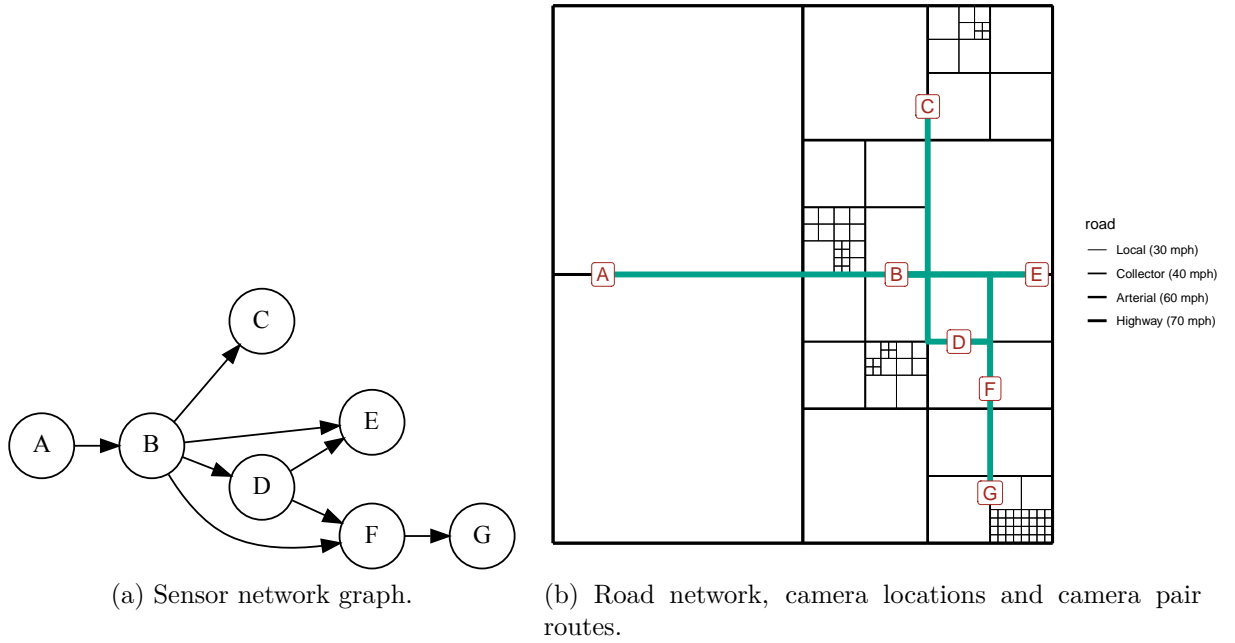 A
B
C
D
E
F
G
(a) Sensor network graph.
C
A
B
E
D
F
G
road
Local (30 mph)
Collector (40 mph)
Arterial (60 mph)
Highway (70 mph)
(b) Road network, camera locations and camera pair
routes.